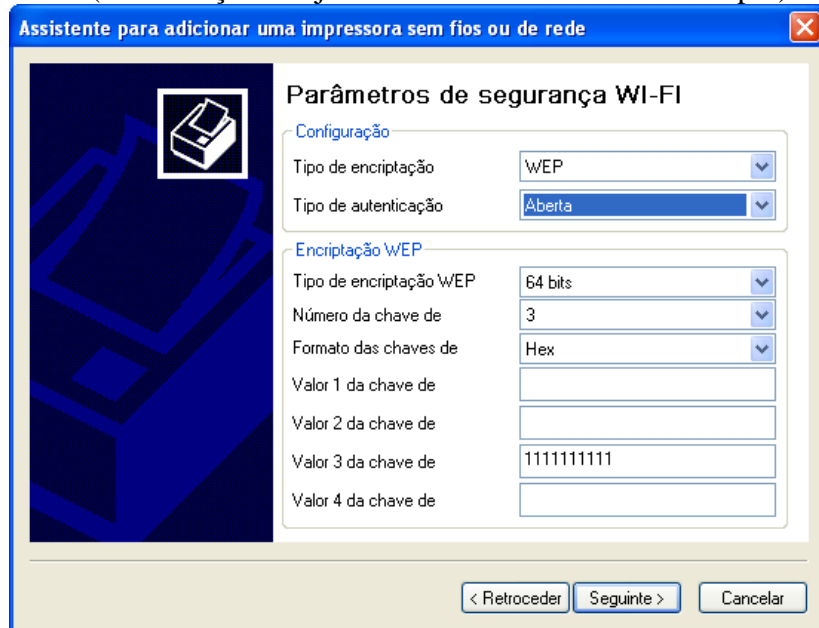 Assistente para adicionar uma impressora sem fios ou de rede
Parâmetros de segurança WI-FI
Configuração
Tipo de encriptação WEP
Tipo de autenticação Aberta
Encriptação WEP
Tipo de encriptação WEP 64 bits
Número da chave de 3
Formato das chaves de Hex
Valor 1 da chave de
Valor 2 da chave de
Valor 3 da chave de 1111111111
Valor 4 da chave de
< Retroceder Seguinte > Cancelar